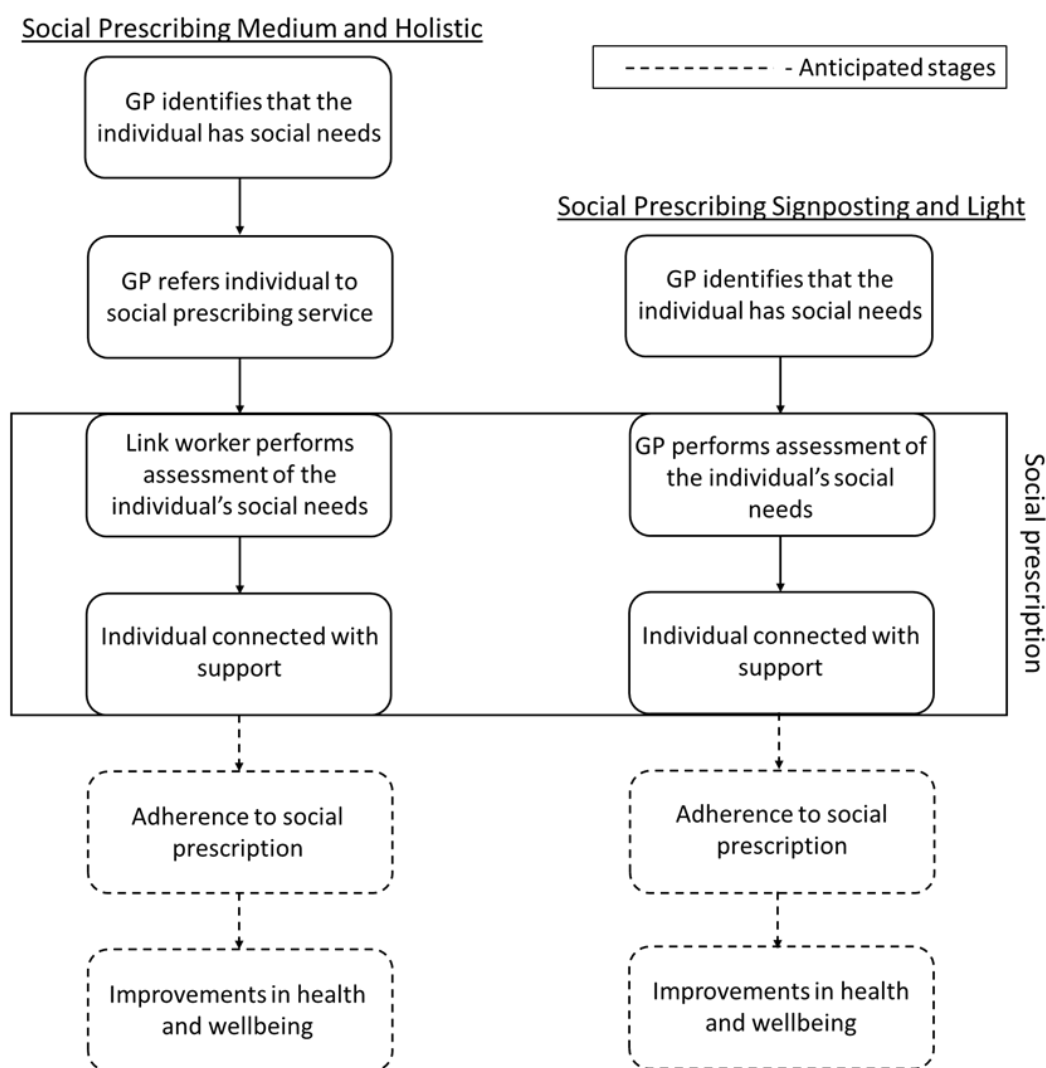 Social Prescribing Medium and Holistic
- Anticipated stages
GP identifies that the
individual has social needs
GP refers individual to
social prescribing service
Link worker performs
assessment of the
individual's social needs
Individual connected with
support
Adherence to social
prescription
Improvements in health
and wellbeing
Social Prescribing Signposting and Light
GP identifies that the
individual has social needs
GP performs assessment of
the individual's social
needs
Individual connected with
support
Adherence to social
prescription
Improvements in health
and wellbeing
Social prescription